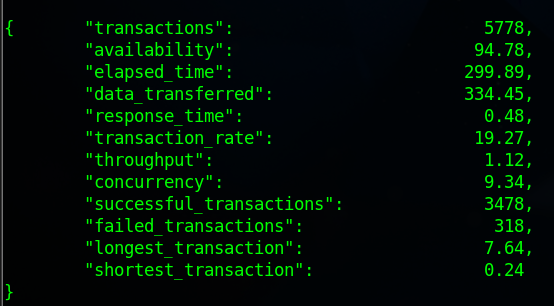 { "transactions": 5778,
"availability": 94.78,
"elapsed_time": 299.89,
"data_transferred": 334.45,
"response_time": 0.48,
"transaction_rate": 19.27,
"throughput": 1.12,
"concurrency": 9.34,
"successful_transactions": 3478,
"failed_transactions": 318,
"longest_transaction": 7.64,
"shortest_transaction": 0.24
}